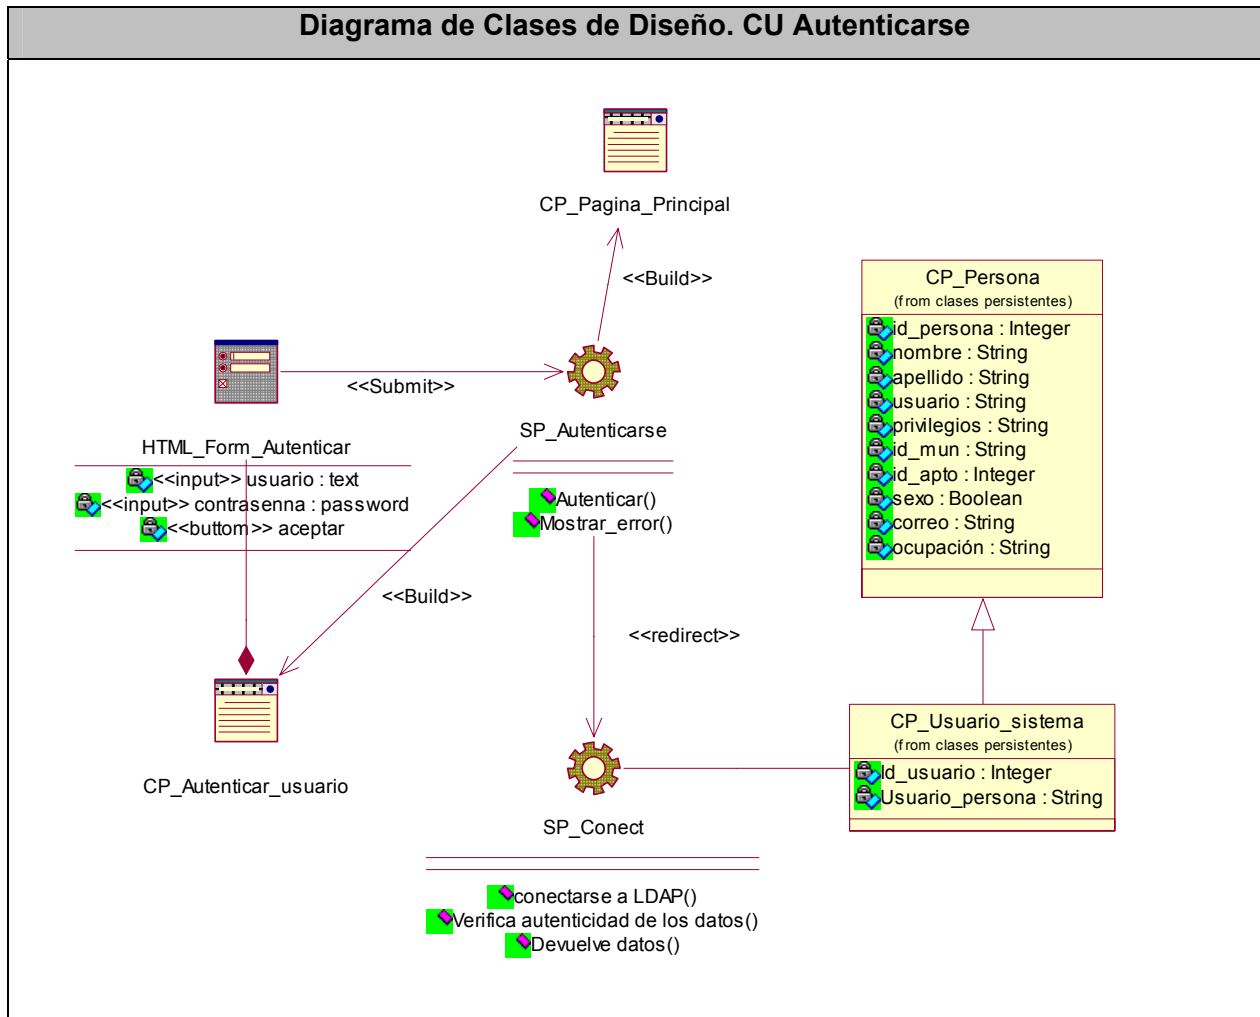 Diagrama de Clases de Diseño. CU Autenticarse
CP_Pagina_Principal
<<Build>>
<<Submit>>
HTML_Form_Autenticar
<<input>> usuario : text
<<input>> contrasenna : password
<<buttom>> aceptar
SP_Autenticarse
Autenticar()
Mostrar_error()
CP_Persona
(from clases persistentes)
id_persona : Integer
nombre : String
apellido : String
usuario : String
privilegios : String
id_mun : String
id_apto : Integer
sexo : Boolean
correo : String
ocupación : String
<<Build>>
<<redirect>>
CP_Autenticar_usuario
SP_Conect
conectarse a LDAP()
Verifica autenticidad de los datos()
Devuelve datos()
CP_Usuario_sistema
(from clases persistentes)
Id_usuario : Integer
Usuario_persona : String